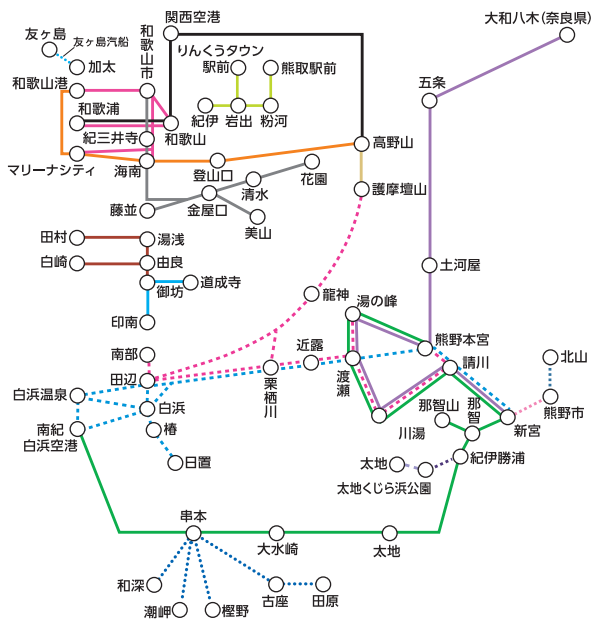 関西空港
大和八木(奈良県)
友ヶ島
友ヶ島汽船
和歌山市
りんくうタウン
駅前
熊取駅前
加太
和歌山港
五条
和歌浦
紀伊
岩出
粉河
紀三井寺
和歌山
高野山
マリーナシティ
海南
登山口
花園
清水
護摩壇山
藤並
金屋口
美山
田村
湯浅
白崎
由良
土河屋
御坊
道成寺
龍神
湯の峰
印南
熊野本宮
近露
南部
請川
北山
田辺
栗栖川
渡瀬
白浜温泉
白浜
那智山
那智
熊野市
南紀
白浜空港
椿
川湯
新宮
日置
太地
紀伊勝浦
太地くじら浜公園
串本
大水崎
太地
和深
潮岬
樫野
古座
田原